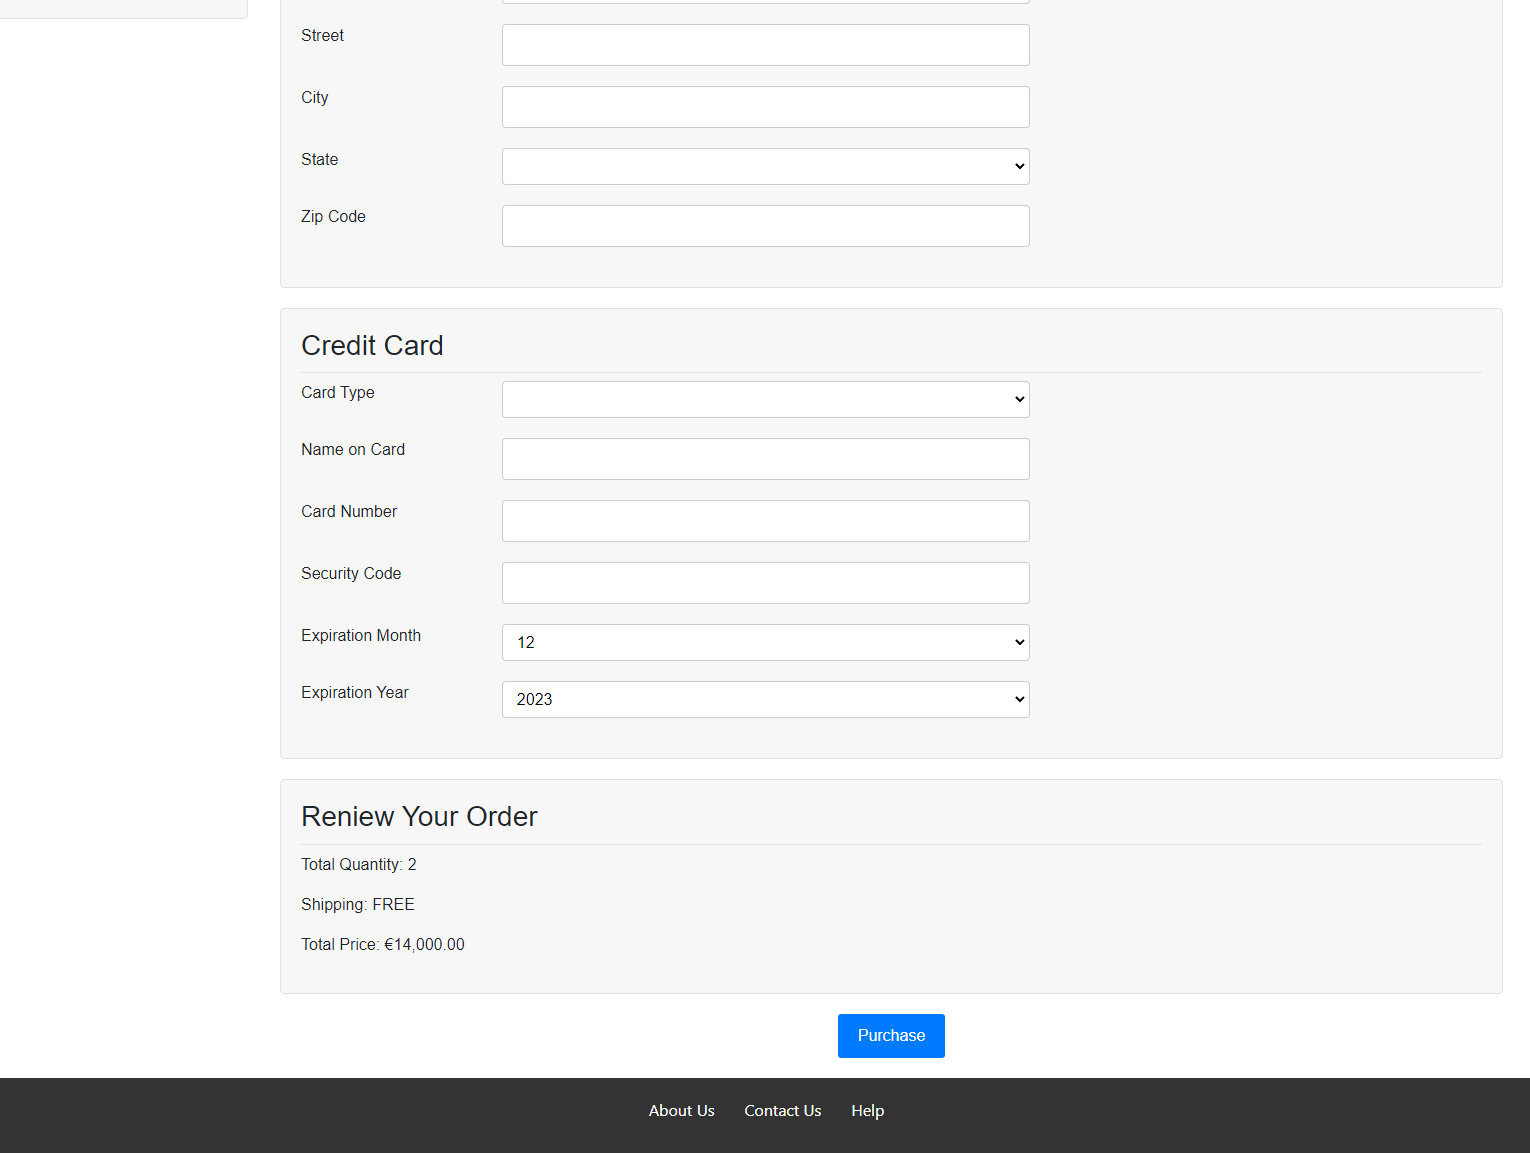 Street
City
State
Zip Code
Credit Card
Card Type
Name on Card
Card Number
Security Code
Expiration Month
12
Expiration Year
2023
Reniew Your Order
Total Quantity: 2
Shipping: FREE
Total Price: €14,000.00
Purchase
About Us Contact Us Help